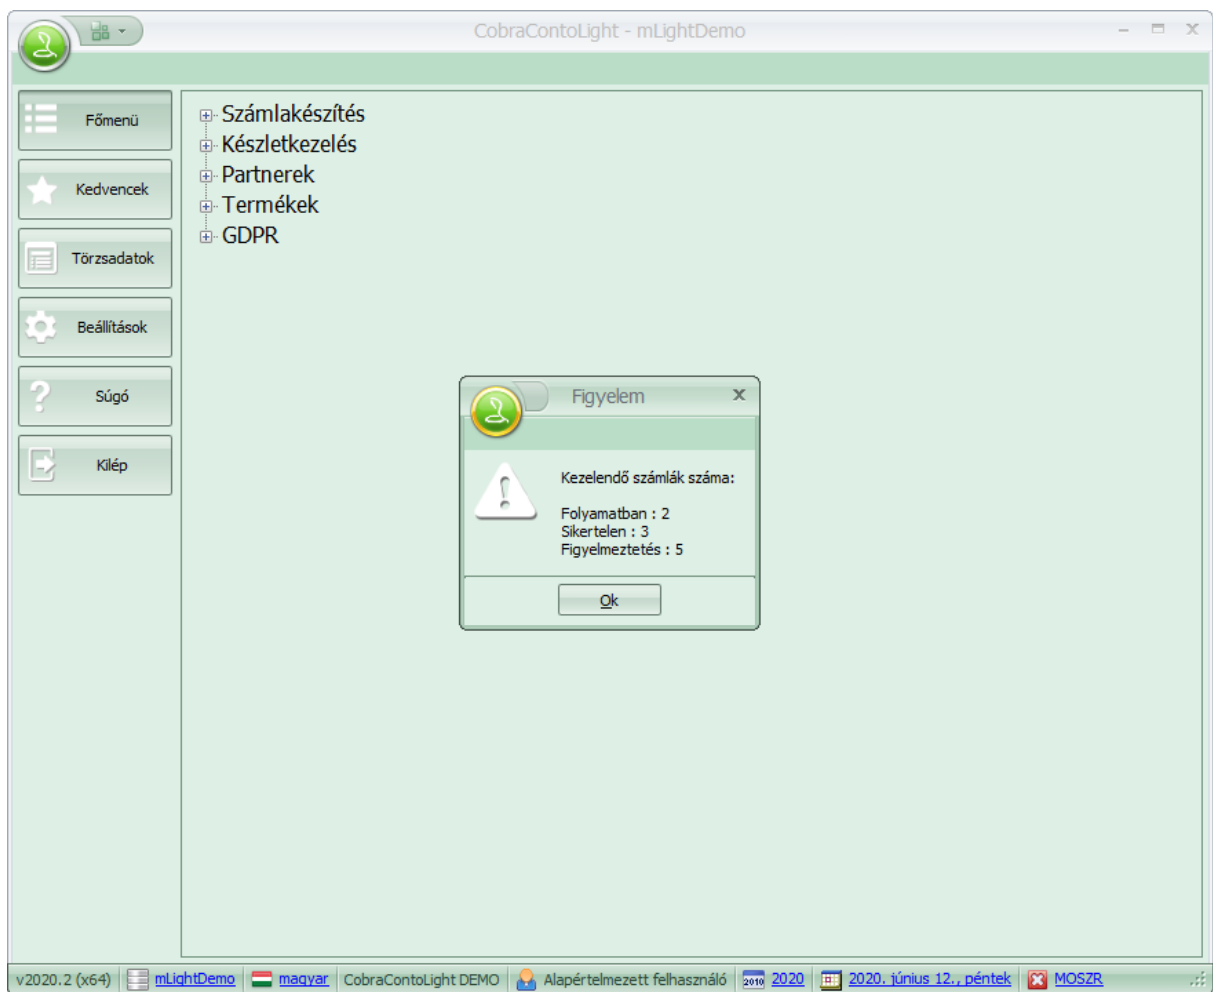 CobraContoLight - mLightDemo
Főmenü
Kedvencek
Törzsadatok
Beállítások
Súgó
Kilép
Számlakészítés
Készletkezelés
Partnerek
Termékek
GDPR
Figyelem
Kezelendő számlák száma:
Folyamatban : 2
Sikertelen : 3
Figyelmeztetés : 5
Ok
v2020.2 (x64) mLightDemo magyar CobraContoLight DEMO Alapértelmezett felhasználó 2010 2020 2020. június 12., péntek MOSZR